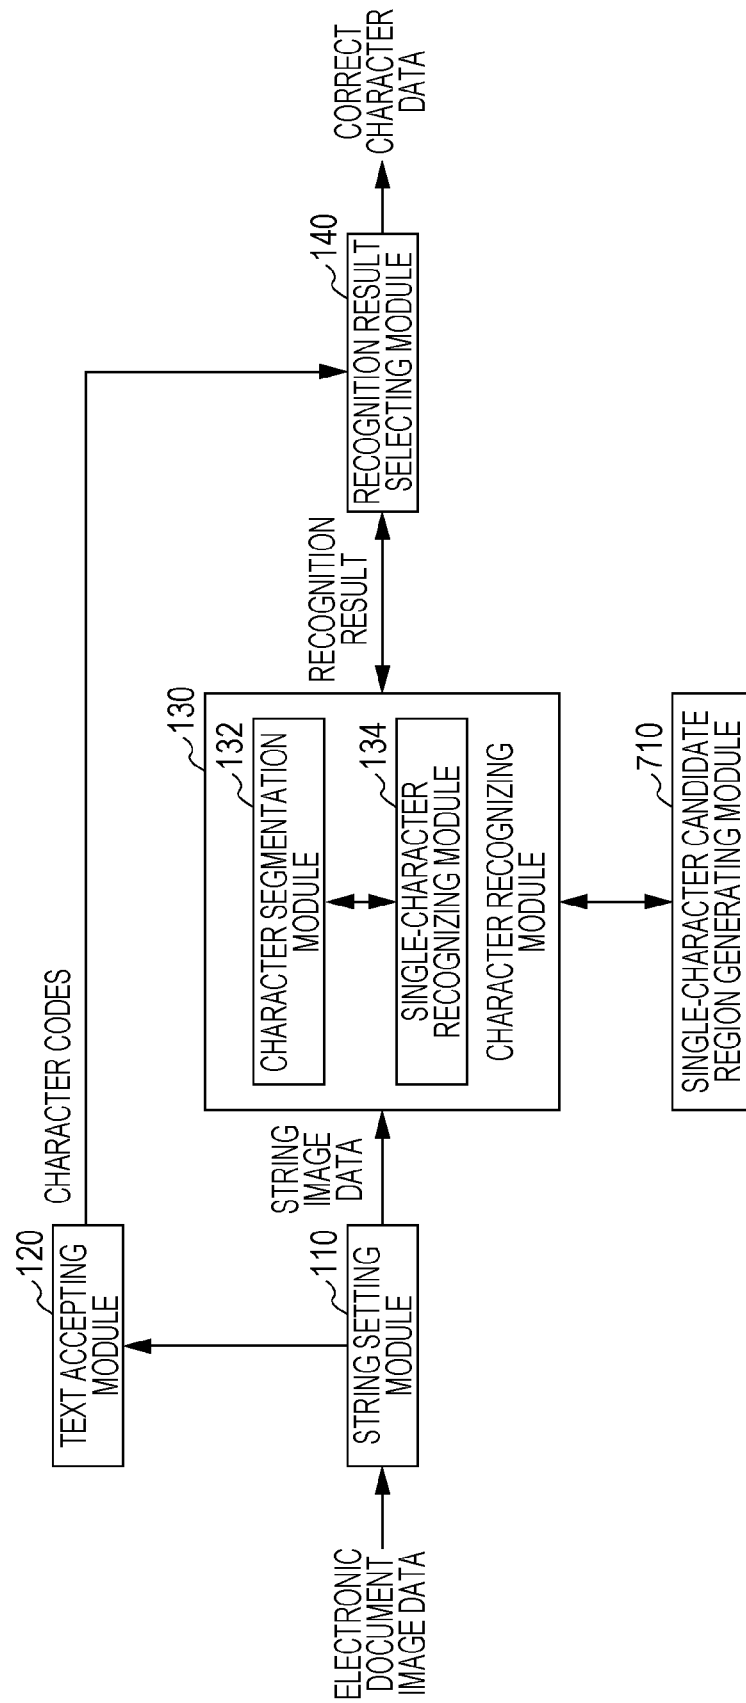 120
TEXT ACCEPTING
MODULE
CHARACTER CODES
ELECTRONIC
DOCUMENT
IMAGE DATA
110
STRING SETTING
MODULE
STRING
IMAGE
DATA
130
132
CHARACTER SEGMENTATION
MODULE
134
SINGLE-CHARACTER
RECOGNIZING MODULE
CHARACTER RECOGNIZING
MODULE
RECOGNITION
RESULT
140
RECOGNITION RESULT
SELECTING MODULE
CORRECT
CHARACTER
DATA
710
SINGLE-CHARACTER CANDIDATE
REGION GENERATING MODULE